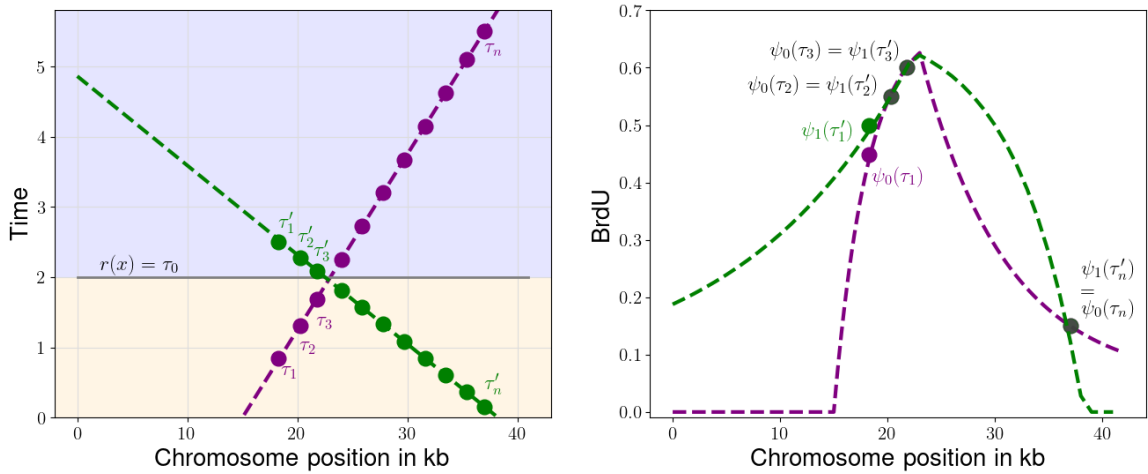 Time
5
4
3
2
1
0
r(x) = τ₀
τ′₁
τ′₂
τ′₃
τₙ
τ₁
τ₂
τ₃
τ′ₙ
0
10
20
30
40
Chromosome position in kb
BrdU
0.7
0.6
0.5
0.4
0.3
0.2
0.1
0.0
ψ₀(τ₃) = ψ₁(τ′₃)
ψ₀(τ₂) = ψ₁(τ′₂)
ψ₁(τ′₁)
ψ₀(τ₁)
ψ₁(τ′ₙ)
=
ψ₀(τₙ)
0
10
20
30
40
Chromosome position in kb